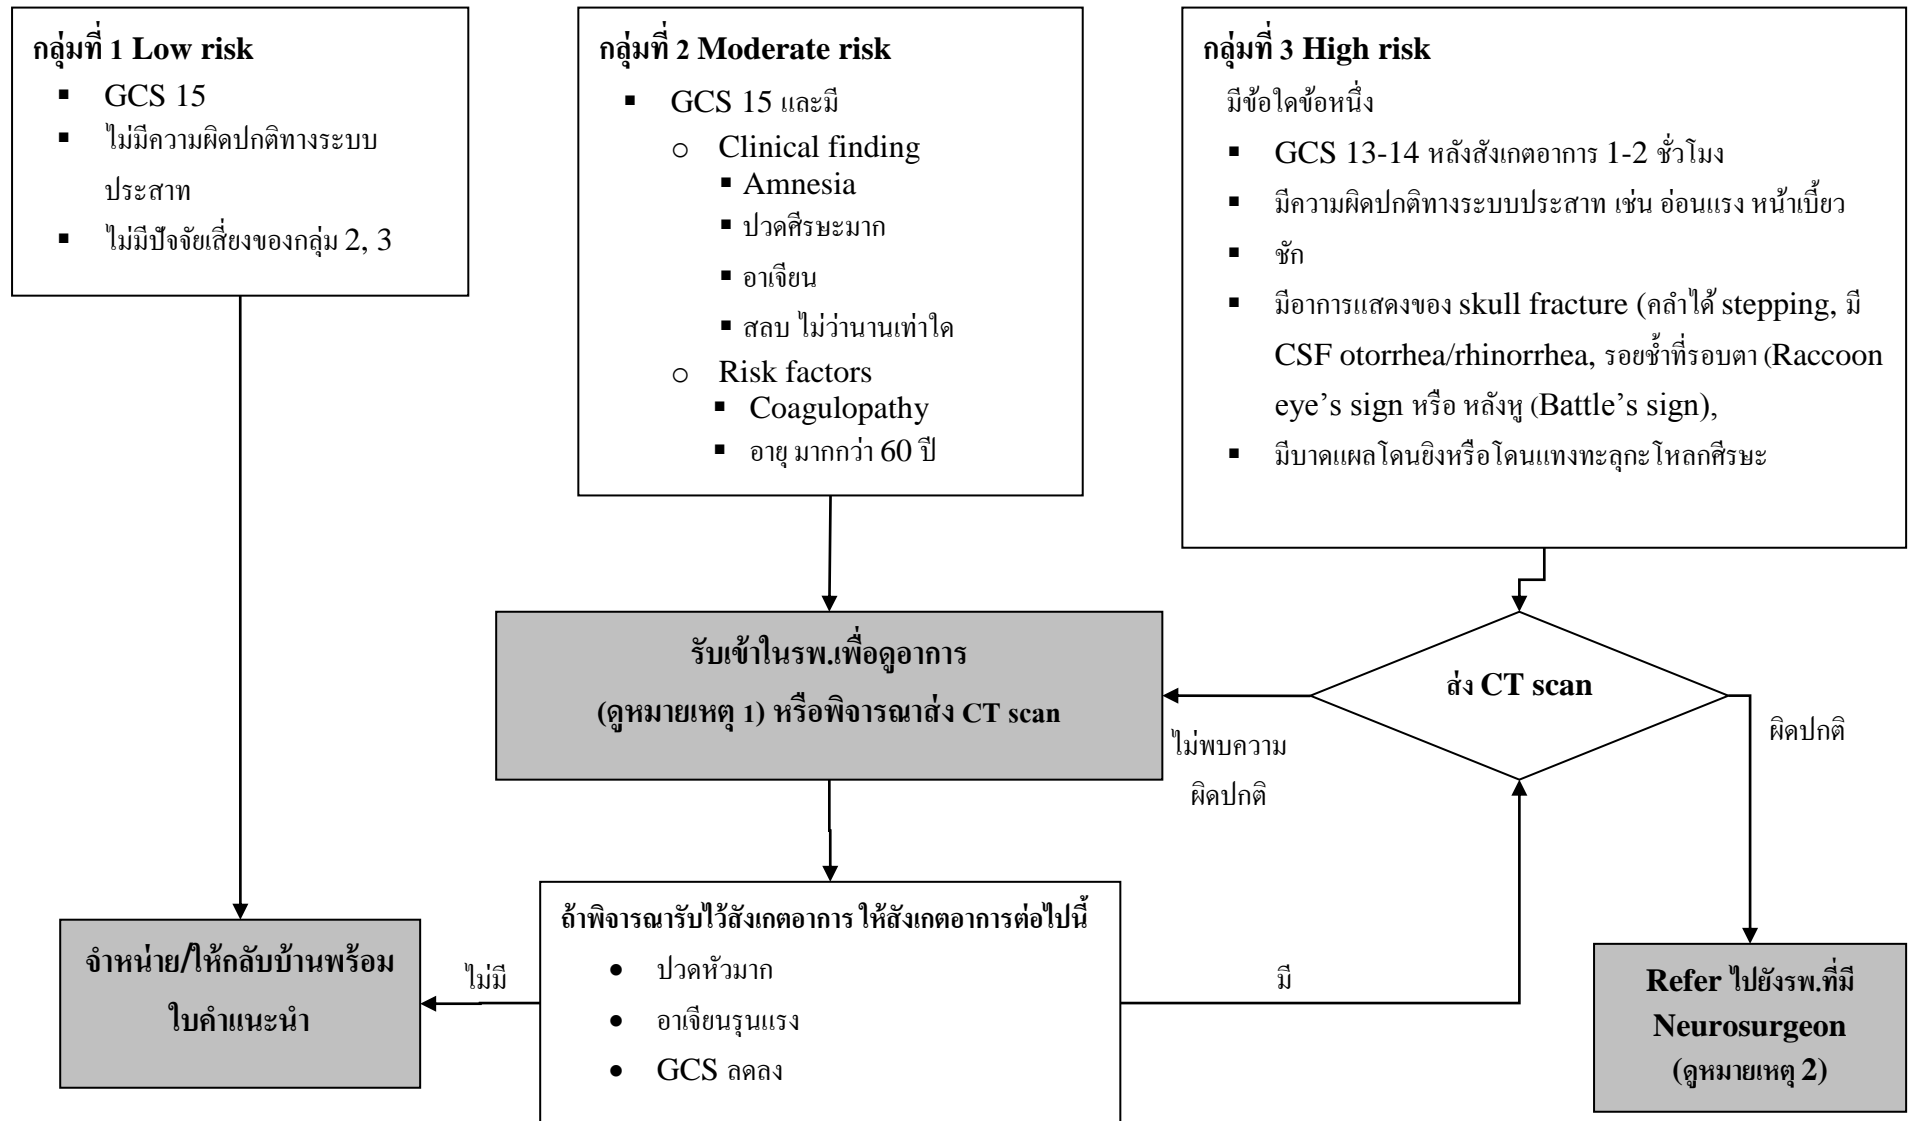 กลุ่มที่ 1 Low risk
▪ GCS 15
▪ ไม่มีความผิดปกติทางระบบ
ประสาท
▪ ไม่มีปัจจัยเสี่ยงของกลุ่ม 2, 3
กลุ่มที่ 2 Moderate risk
▪ GCS 15 และมี
o Clinical finding
▪ Amnesia
▪ ปวดศีรษะมาก
▪ อาเจียน
▪ สลบ ไม่ว่านานเท่าใด
o Risk factors
▪ Coagulopathy
▪ อายุ มากกว่า 60 ปี
กลุ่มที่ 3 High risk
มีข้อใดข้อหนึ่ง
▪ GCS 13-14 หลังสังเกตอาการ 1-2 ชั่วโมง
▪ มีความผิดปกติทางระบบประสาท เช่น อ่อนแรง หน้าเบี้ยว
▪ ชัก
▪ มีอาการแสดงของ skull fracture (คลำได้ stepping, มี
CSF otorrhea/rhinorrhea, รอยช้ำที่รอบตา (Raccoon
eye’s sign หรือ หลังหู (Battle’s sign),
▪ มีบาดแผลโดนยิงหรือโดนแทงทะลุกะโหลกศีรษะ
รับเข้าในรพ.เพื่อดูอาการ
(ดูหมายเหตุ 1) หรือพิจารณาส่ง CT scan
ส่ง CT scan
ไม่พบความ
ผิดปกติ
ผิดปกติ
ถ้าพิจารณารับไว้สังเกตอาการ ให้สังเกตอาการต่อไปนี้
● ปวดหัวมาก
● อาเจียนรุนแรง
● GCS ลดลง
ไม่มี
มี
จำหน่าย/ให้กลับบ้านพร้อม
ใบคำแนะนำ
Refer ไปยังรพ.ที่มี
Neurosurgeon
(ดูหมายเหตุ 2)